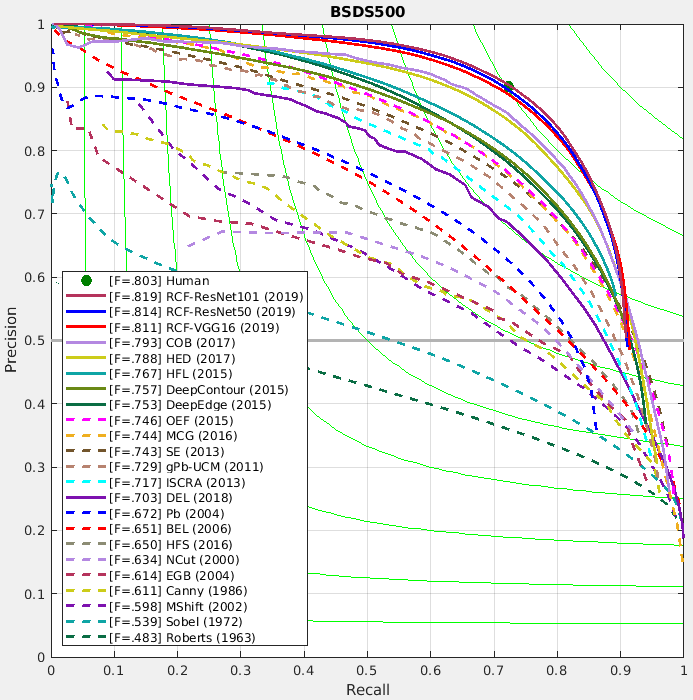 BSDS500
1
0.9
0.8
0.7
0.6
0.5
0.4
0.3
0.2
0.1
0
Precision
[F=.803] Human
[F=.819] RCF-ResNet101 (2019)
[F=.814] RCF-ResNet50 (2019)
[F=.811] RCF-VGG16 (2019)
[F=.793] COB (2017)
[F=.788] HED (2017)
[F=.767] HFL (2015)
[F=.757] DeepContour (2015)
[F=.753] DeepEdge (2015)
[F=.746] OEF (2015)
[F=.744] MCG (2016)
[F=.743] SE (2013)
[F=.729] gPb-UCM (2011)
[F=.717] ISCRA (2013)
[F=.703] DEL (2018)
[F=.672] Pb (2004)
[F=.651] BEL (2006)
[F=.650] HFS (2016)
[F=.634] NCut (2000)
[F=.614] EGB (2004)
[F=.611] Canny (1986)
[F=.598] MShift (2002)
[F=.539] Sobel (1972)
[F=.483] Roberts (1963)
0 0.1 0.2 0.3 0.4 0.5 0.6 0.7 0.8 0.9 1
Recall